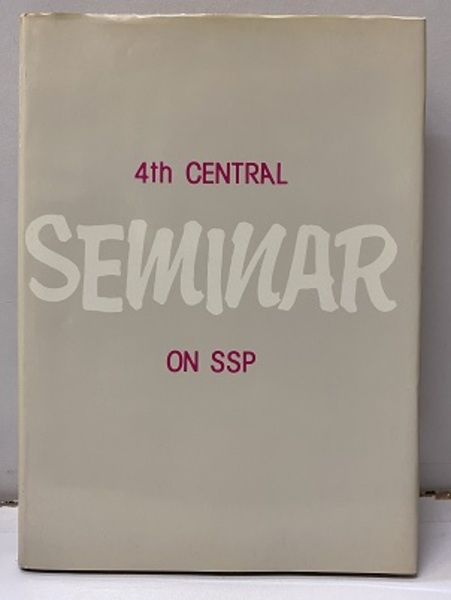 4th CENTRAL
SEMINAR
ON SSP